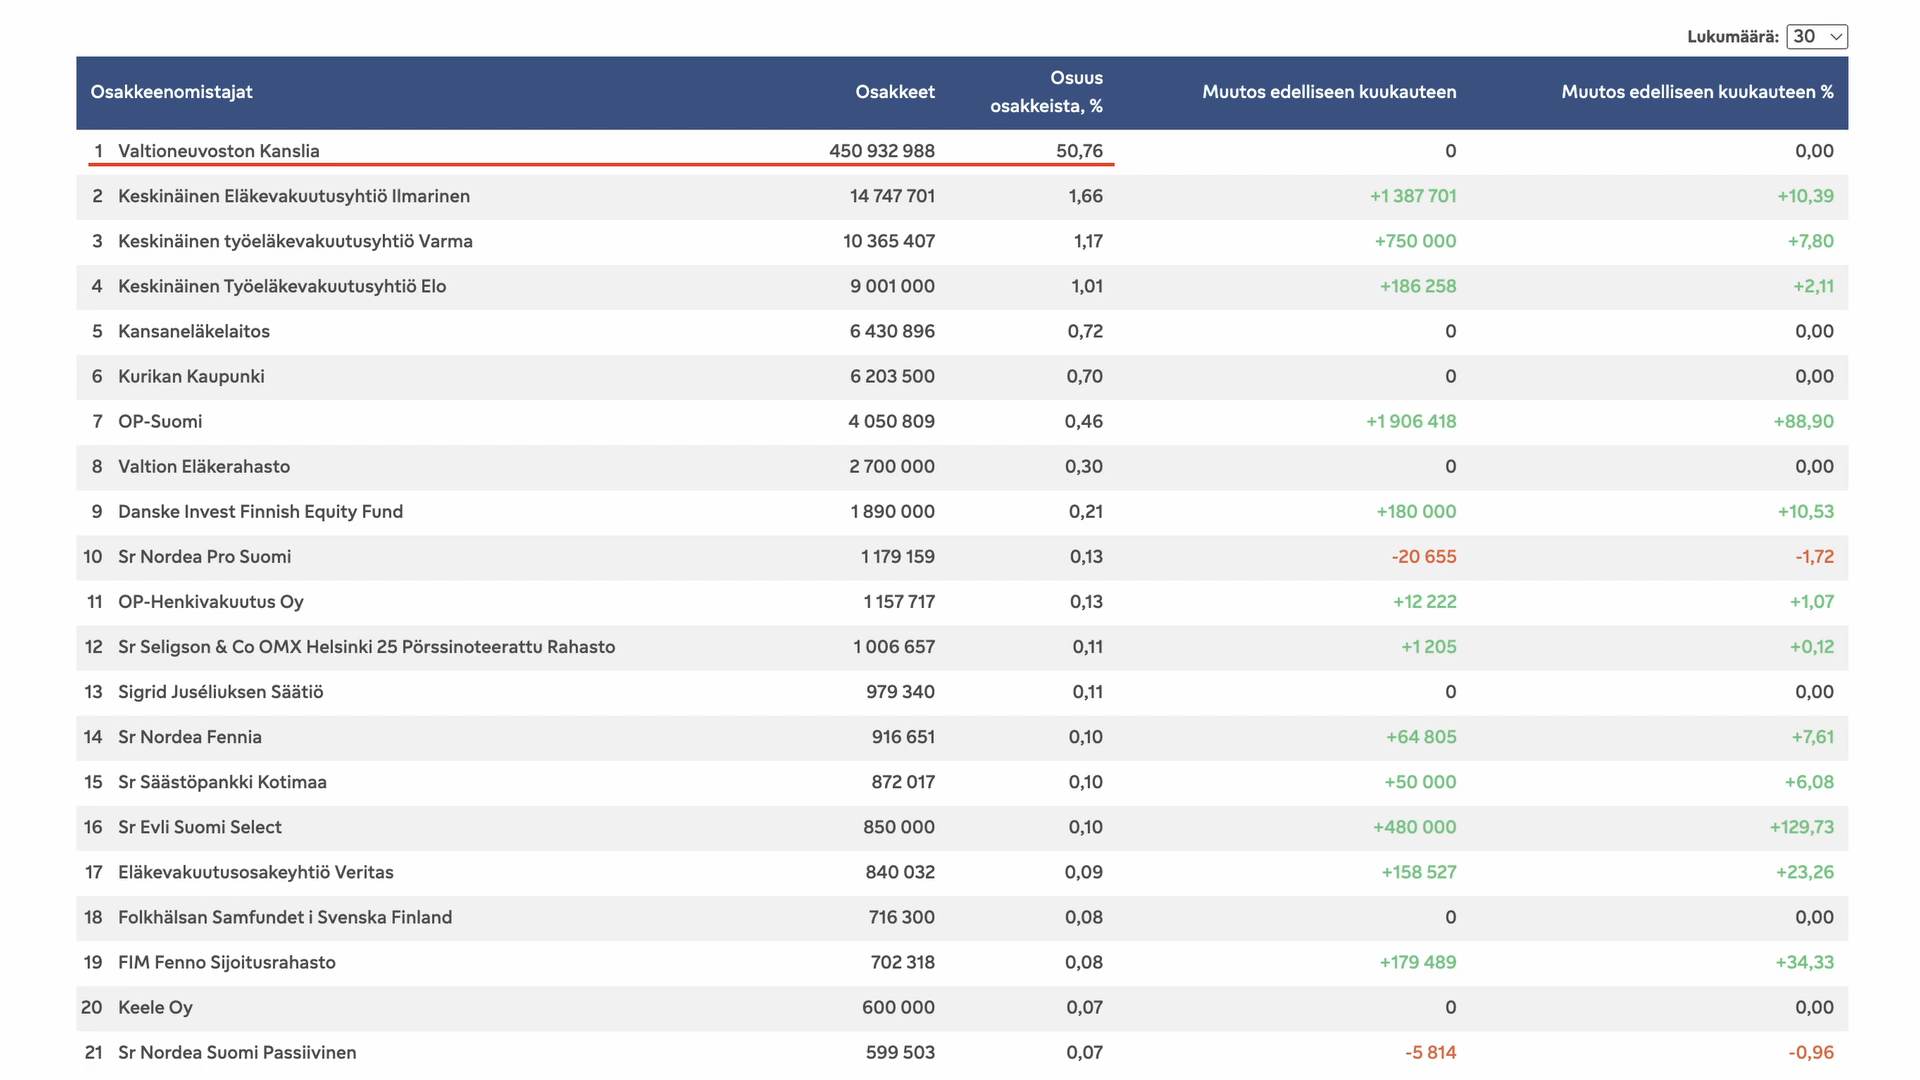 Lukumäärä: 30
Osakkeenomistajat Osakkeet Osuus osakkeista, % Muutos edelliseen kuukauteen Muutos edelliseen kuukauteen %
1 Valtioneuvoston Kanslia 450 932 988 50,76 0 0,00
2 Keskinäinen Eläkevakuutusyhtiö Ilmarinen 14 747 701 1,66 +1 387 701 +10,39
3 Keskinäinen työeläkevakuutusyhtiö Varma 10 365 407 1,17 +750 000 +7,80
4 Keskinäinen Työeläkevakuutusyhtiö Elo 9 001 000 1,01 +186 258 +2,11
5 Kansaneläkelaitos 6 430 896 0,72 0 0,00
6 Kurikan Kaupunki 6 203 500 0,70 0 0,00
7 OP-Suomi 4 050 809 0,46 +1 906 418 +88,90
8 Valtion Eläkerahasto 2 700 000 0,30 0 0,00
9 Danske Invest Finnish Equity Fund 1 890 000 0,21 +180 000 +10,53
10 Sr Nordea Pro Suomi 1 179 159 0,13 -20 655 -1,72
11 OP-Henkivakuutus Oy 1 157 717 0,13 +12 222 +1,07
12 Sr Seligson & Co OMX Helsinki 25 Pörssinoteerattu Rahasto 1 006 657 0,11 +1 205 +0,12
13 Sigrid Juséliuksen Säätiö 979 340 0,11 0 0,00
14 Sr Nordea Fennia 916 651 0,10 +64 805 +7,61
15 Sr Säästöpankki Kotimaa 872 017 0,10 +50 000 +6,08
16 Sr Evli Suomi Select 850 000 0,10 +480 000 +129,73
17 Eläkevakuutusosakeyhtiö Veritas 840 032 0,09 +158 527 +23,26
18 Folkhälsan Samfundet i Svenska Finland 716 300 0,08 0 0,00
19 FIM Fenno Sijoitusrahasto 702 318 0,08 +179 489 +34,33
20 Keele Oy 600 000 0,07 0 0,00
21 Sr Nordea Suomi Passiivinen 599 503 0,07 -5 814 -0,96